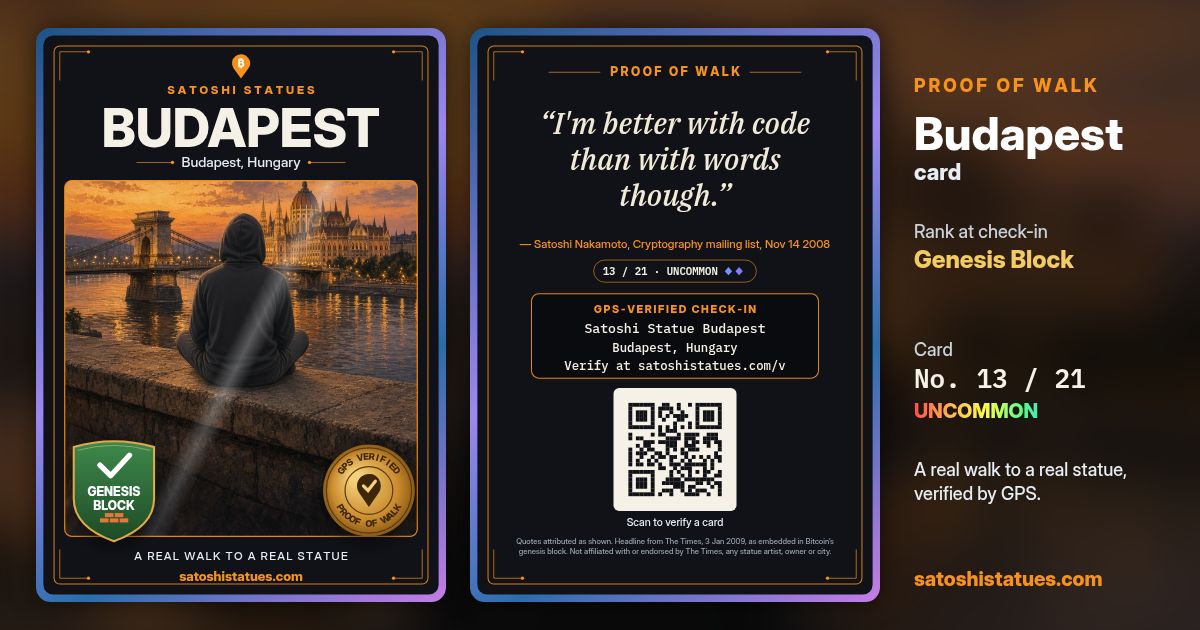 SATOSHI STATUES
BUDAPEST
Budapest, Hungary
GENESIS
BLOCK
GPS VERIFIED
PROOF OF WALK
A REAL WALK TO A REAL STATUE
satoshistatues.com
PROOF OF WALK
“I'm better with code
than with words
though.”
— Satoshi Nakamoto, Cryptography mailing list, Nov 14 2008
13 / 21 · UNCOMMON
GPS-VERIFIED CHECK-IN
Satoshi Statue Budapest
Budapest, Hungary
Verify at satoshistatues.com/v
Scan to verify a card
Quotes attributed as shown. Headline from The Times, 3 Jan 2009, as embedded in Bitcoin's
genesis block. Not affiliated with or endorsed by The Times, any statue artist, owner or city.
PROOF OF WALK
Budapest
card
Rank at check-in
Genesis Block
Card
No. 13 / 21
UNCOMMON
A real walk to a real statue,
verified by GPS.
satoshistatues.com